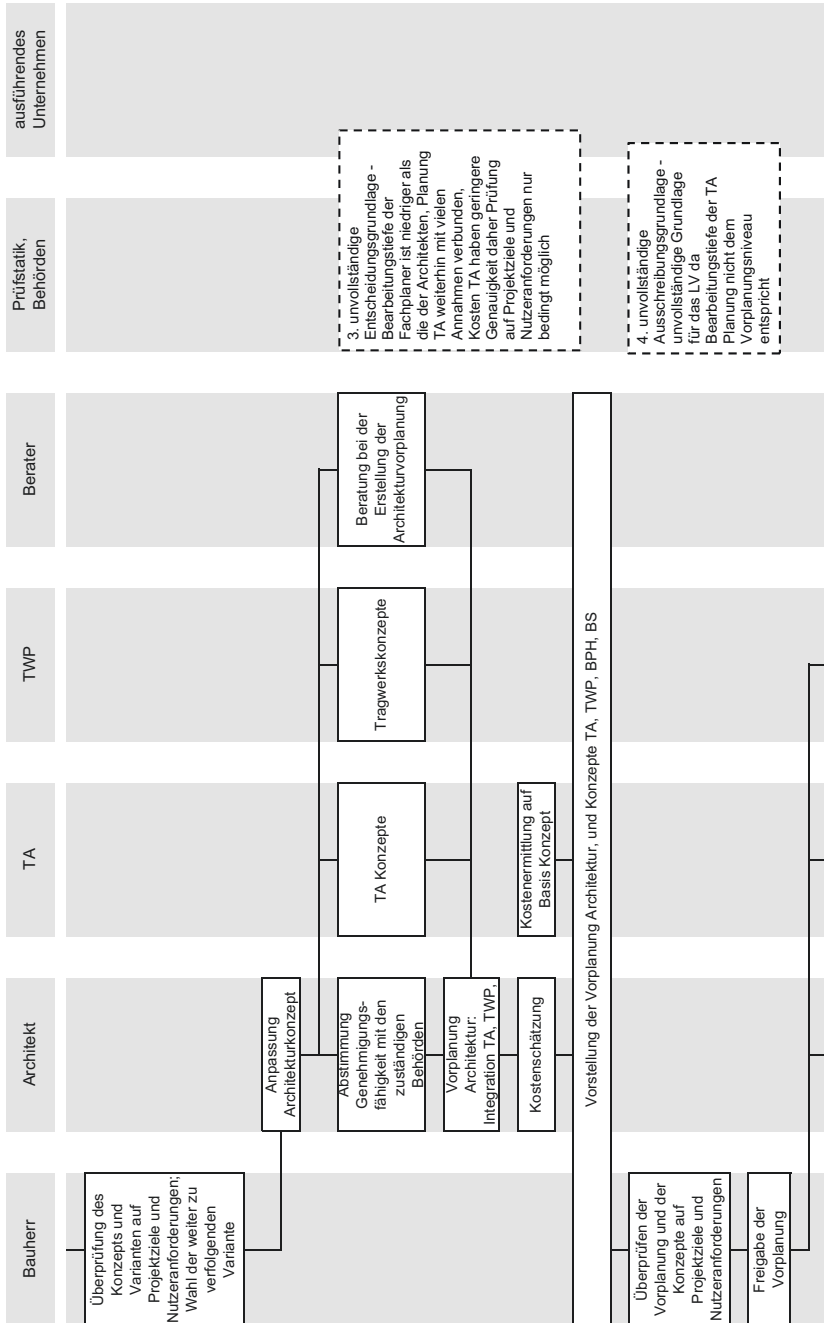 Bauherr
Architekt
TA
TWP
Berater
Prüfstatik,
Behörden
ausführendes
Unternehmen
Überprüfung des
Konzepts und
Varianten auf
Projektziele und
Nutzeranforderungen;
Wahl der weiter zu
verfolgenden
Variante
Anpassung
Architekturkonzept
Abstimmung
Genehmigungs-
fähigkeit mit den
zuständigen
Behörden
TA Konzepte
Tragwerkskonzepte
Beratung bei der
Erstellung der
Architekturvorplanung
3. unvollständige
Entscheidungsgrundlage -
Bearbeitungstiefe der
Fachplaner ist niedriger als
die der Architekten, Planung
TA weiterhin mit vielen
Annahmen verbunden,
Kosten TA haben geringere
Genauigkeit daher Prüfung
auf Projektziele und
Nutzeranforderungen nur
bedingt möglich
Vorplanung
Architektur:
Integration TA, TWP,
Kostenschätzung
Kostenermittlung auf
Basis Konzept
Vorstellung der Vorplanung Architektur, und Konzepte TA, TWP, BPH, BS
Überprüfen der
Vorplanung und der
Konzepte auf
Projektziele und
Nutzeranforderungen
4. unvollständige
Ausschreibungsgrundlage -
unvollständige Grundlage
für das LV da
Bearbeitungstiefe der TA
Planung nicht dem
Vorplanungsniveau
entspricht
Freigabe der
Vorplanung